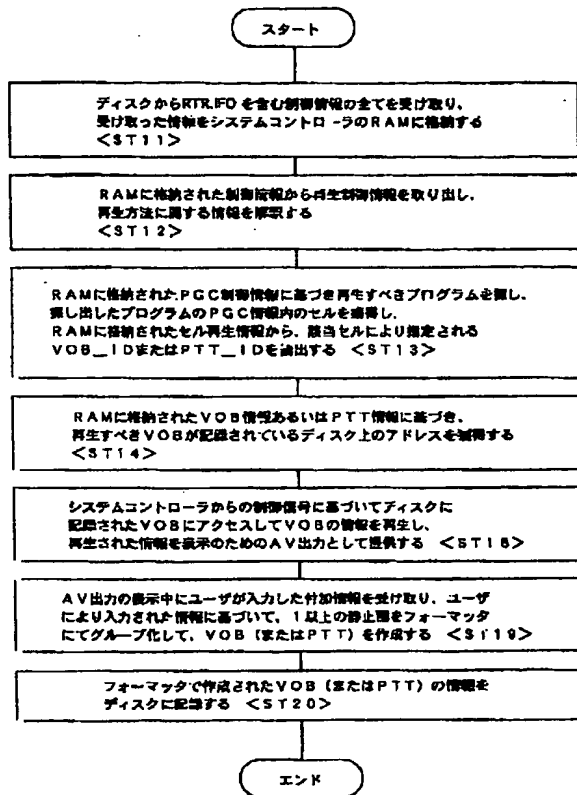 スタート
ディスクからRTR.IFOを含む制御情報の全てを受け取り、
受け取った情報をシステムコントローラのRAMに格納する
<ST11>
RAMに格納された制御情報から再生制御情報を取り出し、
再生方法に関する情報を解釈する
<ST12>
RAMに格納されたPGC制御情報に基づき再生すべきプログラムを探し、
探し出したプログラムのPGC情報内のセルを獲得し、
RAMに格納されたセル再生情報から、該当セルにより指定される
VOB_IDまたはPTT_IDを読出する <ST13>
RAMに格納されたVOB情報あるいはPTT情報に基づき、
再生すべきVOBが記録されているディスク上のアドレスを獲得する
<ST14>
システムコントローラからの制御信号に基づいてディスクに
記録されたVOBにアクセスしてVOBの情報を再生し、
再生された情報を表示のためのAV出力として提供する
AV出力の表示中にユーザが入力した付加情報を受け取り、ユーザ
により入力された情報に基づいて、1以上の静止画をフォーマッタ
にてグループ化して、VOB(またはPTT)を作成する <ST19>
フォーマッタで作成されたVOB(またはPTT)の情報を
ディスクに記録する <ST20>
エンド